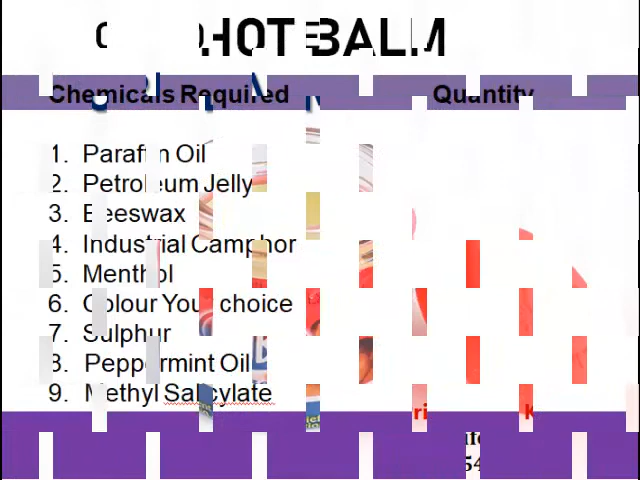 HOT BALM
Chemicals Required Quantity
1. Paraffin Oil
2. Petroleum Jelly
3. Beeswax
4. Industrial Camphor
5. Menthol
6. Colour Your choice
7. Sulphur
8. Peppermint Oil
9. Methyl Salicylate